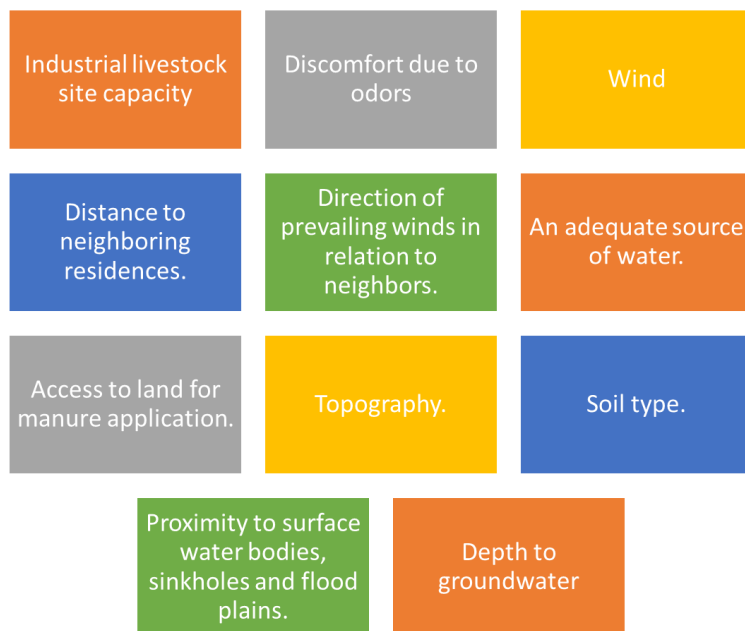 Industrial livestock
site capacity
Discomfort due to
odors
Wind
Distance to
neighboring
residences.
Direction of
prevailing winds in
relation to
neighbors.
An adequate source
of water.
Access to land for
manure application.
Topography.
Soil type.
Proximity to surface
water bodies,
sinkholes and flood
plains.
Depth to
groundwater